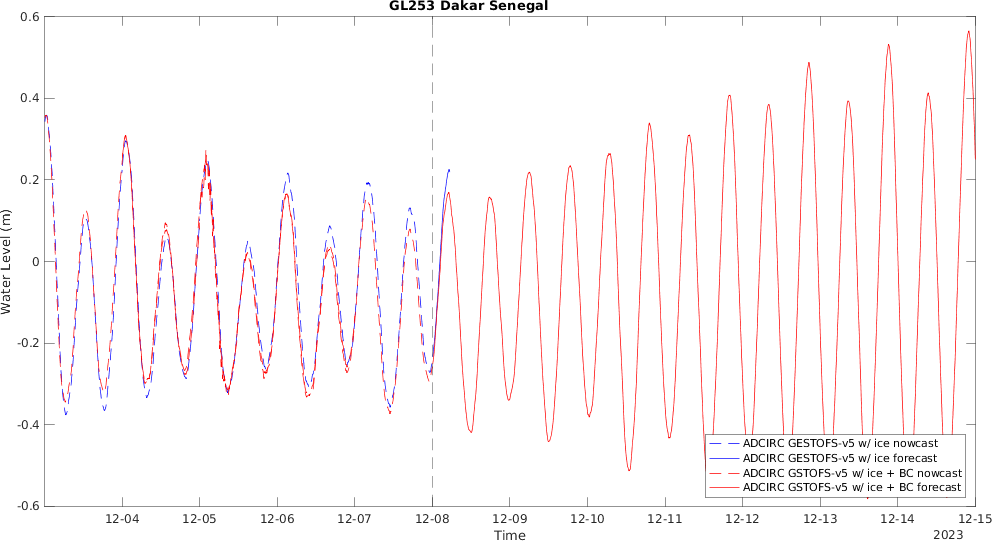 GL253 Dakar Senegal
Water Level (m)
0.6
0.4
0.2
0
-0.2
-0.4
-0.6
12-04
12-05
12-06
12-07
12-08
12-09
12-10
12-11
12-12
12-13
12-14
12-15
Time
2023
ADCIRC GESTOFS-v5 w/ ice nowcast
ADCIRC GESTOFS-v5 w/ ice forecast
ADCIRC GSTOFS-v5 w/ ice + BC nowcast
ADCIRC GSTOFS-v5 w/ ice + BC forecast